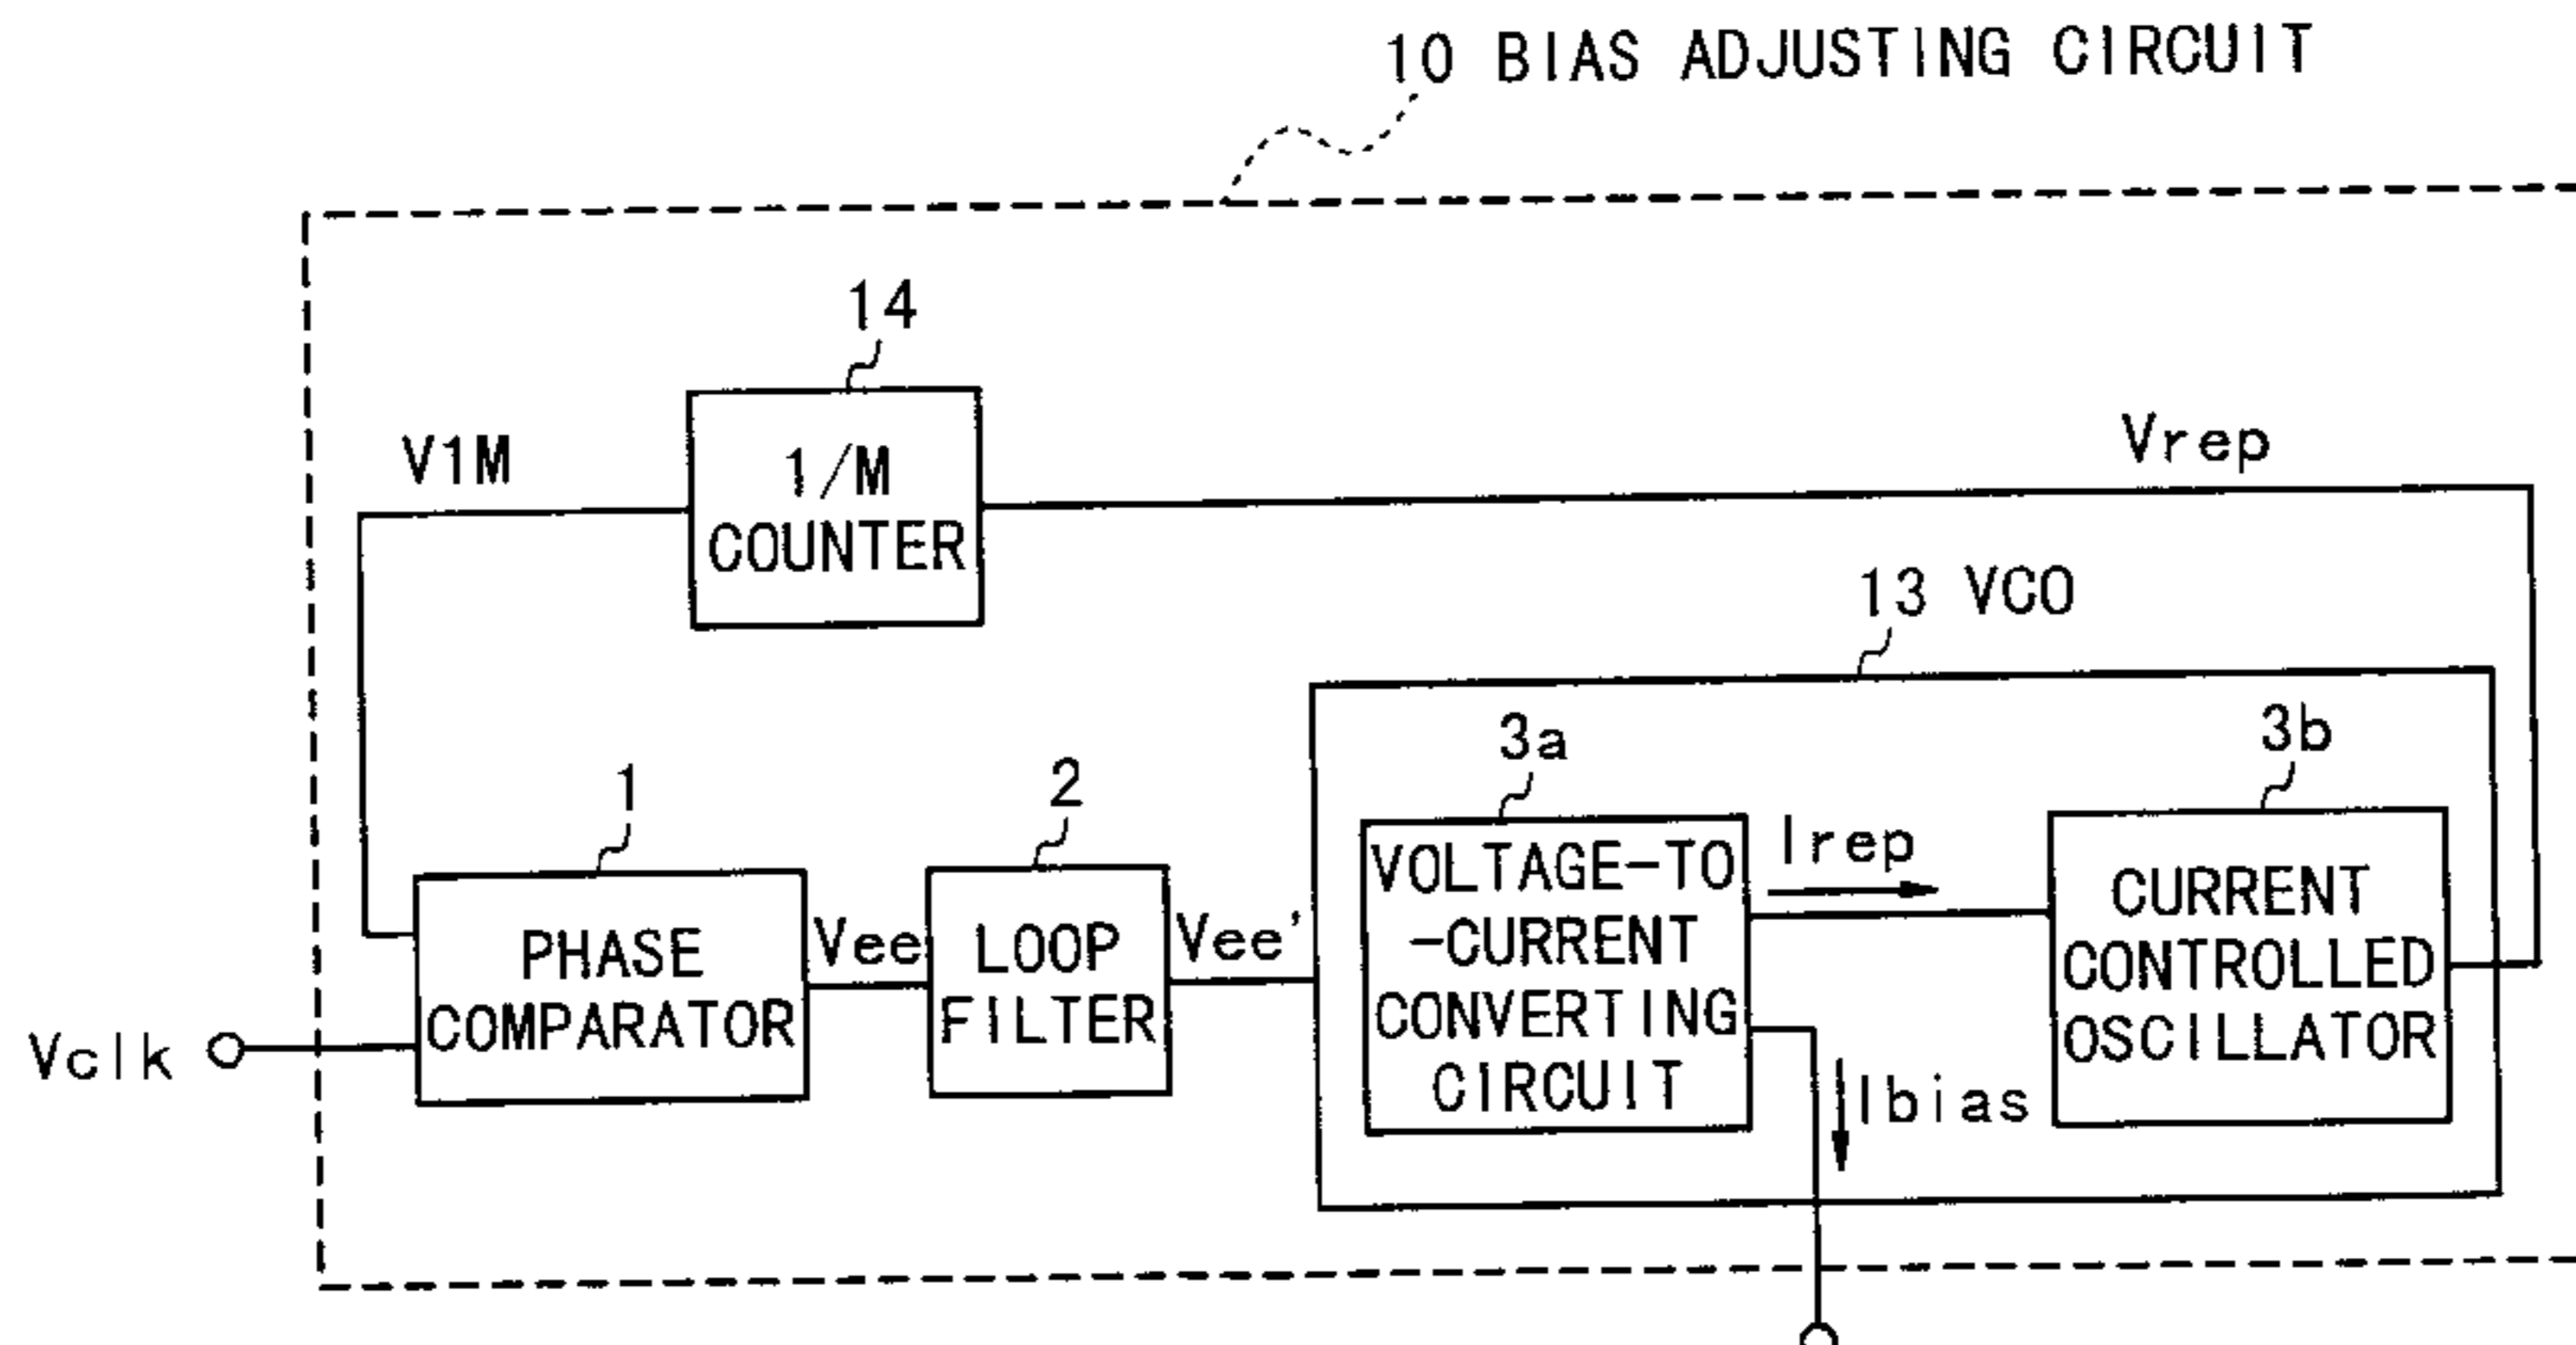 10 BIAS ADJUSTING CIRCUIT
14
V1M
1/M
COUNTER
Vrep
13 VCO
1
2
3a
3b
PHASE
COMPARATOR
Vee
LOOP
FILTER
Vee'
VOLTAGE-TO
-CURRENT
CONVERTING
CIRCUIT
Irep
CURRENT
CONTROLLED
OSCILLATOR
Vclk
Ibias